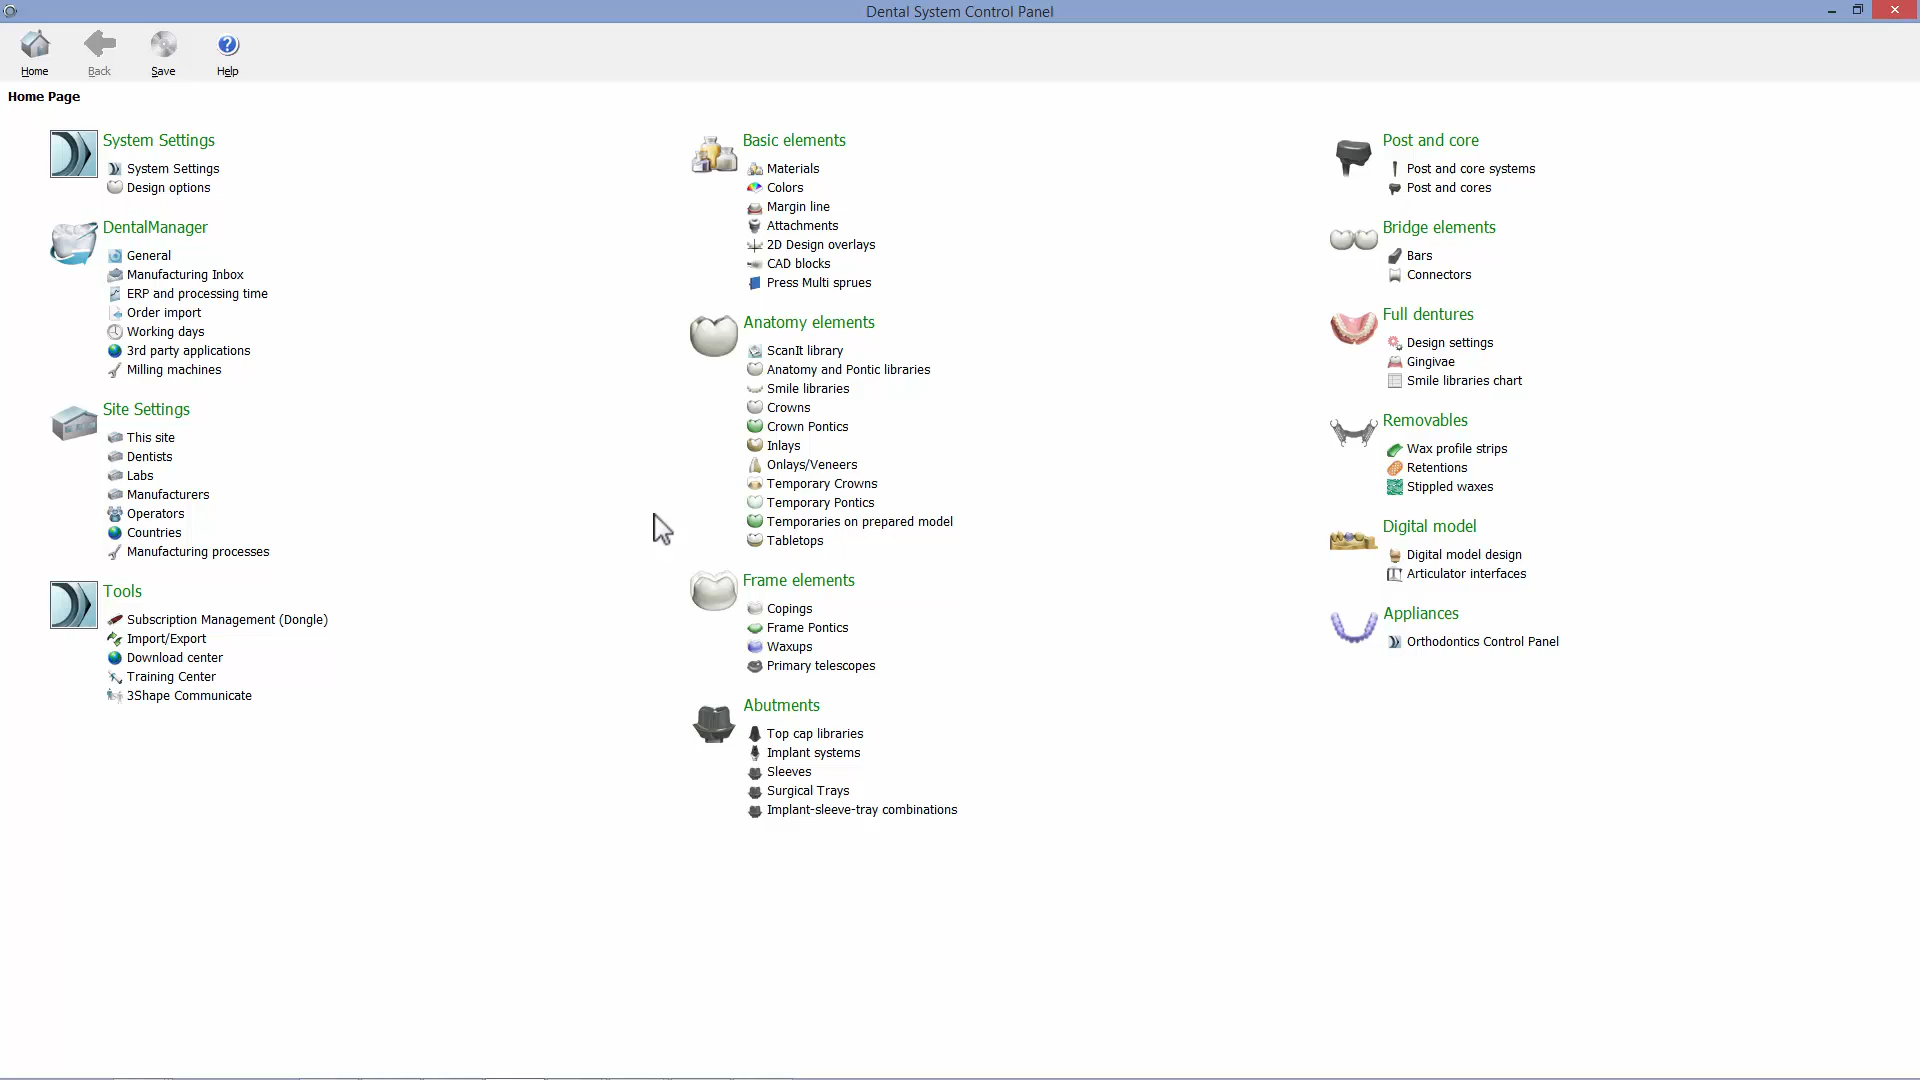 Dental System Control Panel
Home
Back
Save
Help
Home Page
System Settings
System Settings
Design options
DentalManager
General
Manufacturing Inbox
ERP and processing time
Order import
Working days
3rd party applications
Milling machines
Site Settings
This site
Dentists
Labs
Manufacturers
Operators
Countries
Manufacturing processes
Tools
Subscription Management (Dongle)
Import/Export
Download center
Training Center
3Shape Communicate
Basic elements
Materials
Colors
Margin line
Attachments
2D Design overlays
CAD blocks
Press Multi sprues
Anatomy elements
ScanIt library
Anatomy and Pontic libraries
Smile libraries
Crowns
Crown Pontics
Inlays
Onlays/Veneers
Temporary Crowns
Temporary Pontics
Temporaries on prepared model
Tabletops
Frame elements
Copings
Frame Pontics
Waxups
Primary telescopes
Abutments
Top cap libraries
Implant systems
Sleeves
Surgical Trays
Implant-sleeve-tray combinations
Post and core
Post and core systems
Post and cores
Bridge elements
Bars
Connectors
Full dentures
Design settings
Gingivae
Smile libraries chart
Removables
Wax profile strips
Retentions
Stippled waxes
Digital model
Digital model design
Articulator interfaces
Appliances
Orthodontics Control Panel